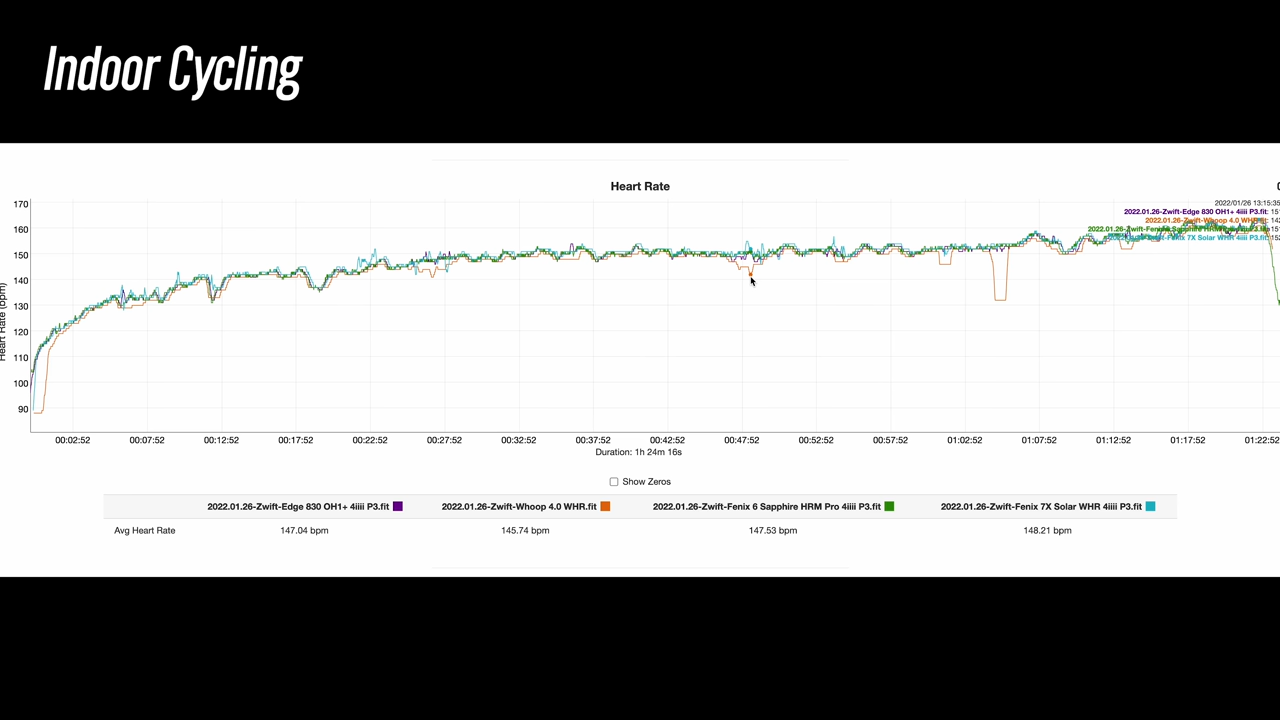 Indoor Cycling
Heart Rate
2022/01/26 13:15:35
2022.01.26-Zwift-Edge 830 OH1+ 4iiii P3.fit: 151
2022.01.26-Zwift-Whoop 4.0 WHR.fit: 142
170
160
150
140
130
120
110
100
90
Heart Rate (bpm)
00:02:52 00:07:52 00:12:52 00:17:52 00:22:52 00:27:52 00:32:52 00:37:52 00:42:52 00:47:52 00:52:52 00:57:52 01:02:52 01:07:52 01:12:52 01:17:52 01:22:52
Duration: 1h 24m 16s
Show Zeros
2022.01.26-Zwift-Edge 830 OH1+ 4iiii P3.fit 2022.01.26-Zwift-Whoop 4.0 WHR.fit 2022.01.26-Zwift-Fenix 6 Sapphire HRM Pro 4iiii P3.fit 2022.01.26-Zwift-Fenix 7X Solar WHR 4iiii P3.fit
Avg Heart Rate 147.04 bpm 145.74 bpm 147.53 bpm 148.21 bpm